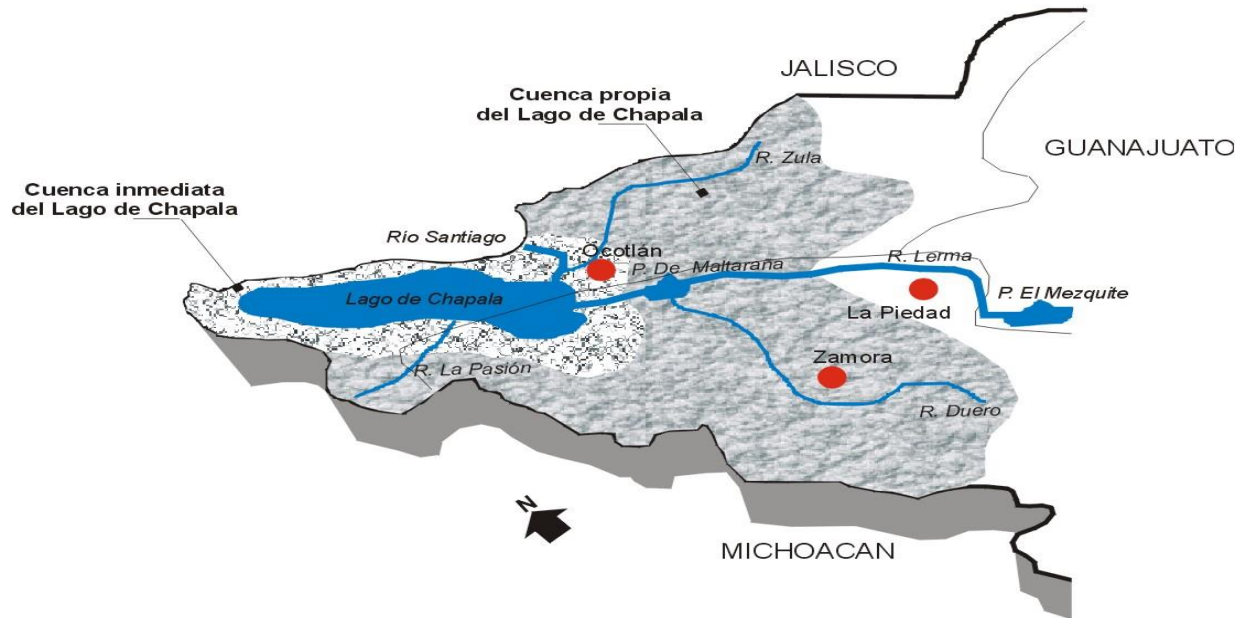 JALISCO
Cuenca propia
del Lago de Chapala
GUANAJUATO
R. Zula
Cuenca inmediata
del Lago de Chapala
Río Santiago
Ocotlán
P. De Maltaraña
R. Lerma
P. El Mezquite
Lago de Chapala
La Piedad
Zamora
R. La Pasión
R. Duero
N
MICHOACAN